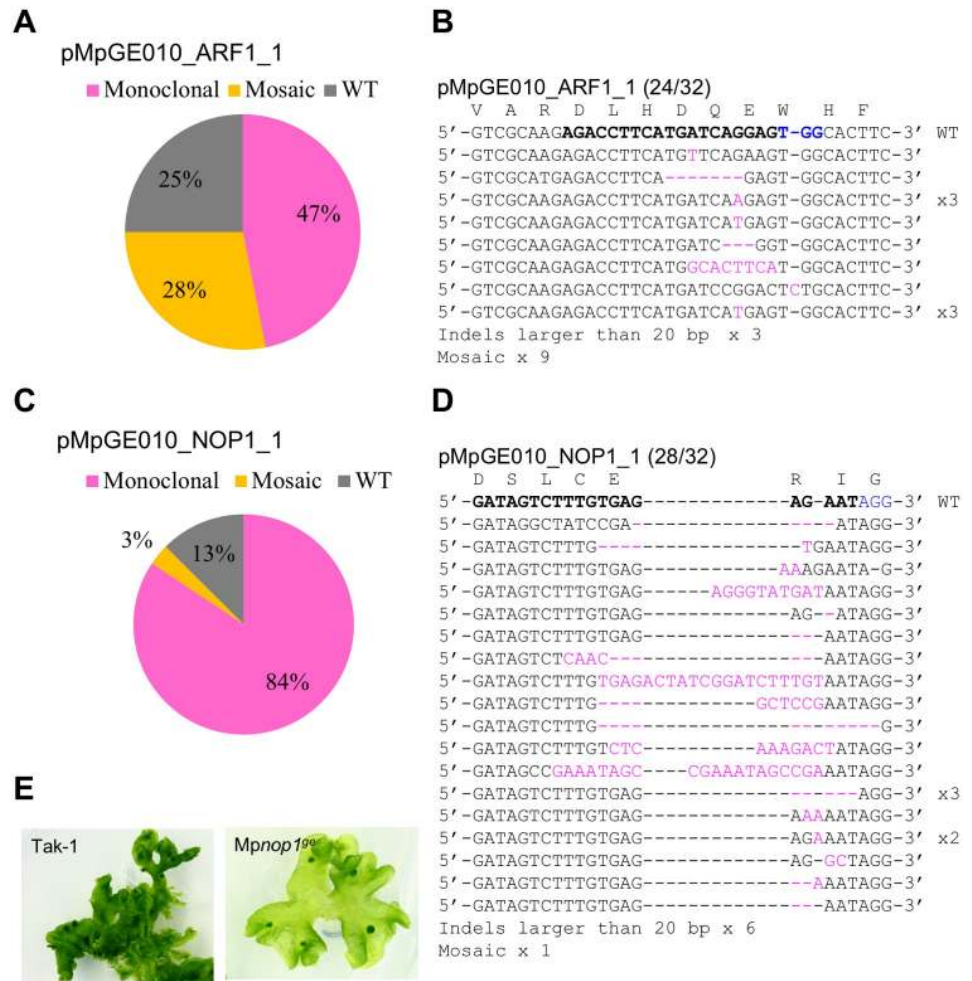 A
pMpGE010_ARF1_1
Monoclonal Mosaic WT
25%
47%
28%
B
pMpGE010_ARF1_1 (24/32)
V A R D L H D Q E W H F
5′-GTCGCAAGAGACCTTCATGATCAGGAGT-GGCACTTC-3′ WT
5′-GTCGCAAGAGACCTTCATGTTCAGAAGT-GGCACTTC-3′
5′-GTCGCATGAGACCTTCA-------GAGT-GGCACTTC-3′
5′-GTCGCAAGAGACCTTCATGATCAAGAGT-GGCACTTC-3′ x3
5′-GTCGCAAGAGACCTTCATGATCATGAGT-GGCACTTC-3′
5′-GTCGCAAGAGACCTTCATGATC---GGT-GGCACTTC-3′
5′-GTCGCAAGAGACCTTCATGGCACTTCAT-GGCACTTC-3′
5′-GTCGCAAGAGACCTTCATGATCCGGACTCTGCACTTC-3′
5′-GTCGCAAGAGACCTTCATGATCATGAGT-GGCACTTC-3′ x3
Indels larger than 20 bp x 3
Mosaic x 9
C
pMpGE010_NOP1_1
Monoclonal Mosaic WT
3%
13%
84%
D
pMpGE010_NOP1_1 (28/32)
D S L C E R I G
5′-GATAGTCTTTGTGAG-------------AG-AATAGG-3′ WT
5′-GATAGGCTATCCGA------------------ATAGG-3′
5′-GATAGTCTTTG------------------TGAATAGG-3′
5′-GATAGTCTTTGTGAG------------AAAGAATA-G-3′
5′-GATAGTCTTTGTGAG------AGGGTATGATAATAGG-3′
5′-GATAGTCTTTGTGAG-------------AG--ATAGG-3′
5′-GATAGTCTTTGTGAG----------------AATAGG-3′
5′-GATAGTCTCAAC-------------------AATAGG-3′
5′-GATAGTCTTTGTGAGACTATCGGATCTTTGTAATAGG-3′
5′-GATAGTCTTTG--------------GCTCCGAATAGG-3′
5′-GATAGTCTTTG-------------------------G-3′
5′-GATAGTCTTTGTCTC----------AAAGACTATAGG-3′
5′-GATAGCCGAAATAGC----CGAAATAGCCGAAATAGG-3′
5′-GATAGTCTTTGTGAG-------------------AGG-3′ x3
5′-GATAGTCTTTGTGAG-------------AAAAATAGG-3′
5′-GATAGTCTTTGTGAG-------------AGAAATAGG-3′ x2
5′-GATAGTCTTTGTGAG-------------AG-GCTAGG-3′
5′-GATAGTCTTTGTGAG---------------AAATAGG-3′
5′-GATAGTCTTTGTGAG----------------AATAGG-3′
Indels larger than 20 bp x 6
Mosaic x 1
E
Tak-1
Mpnop1ge